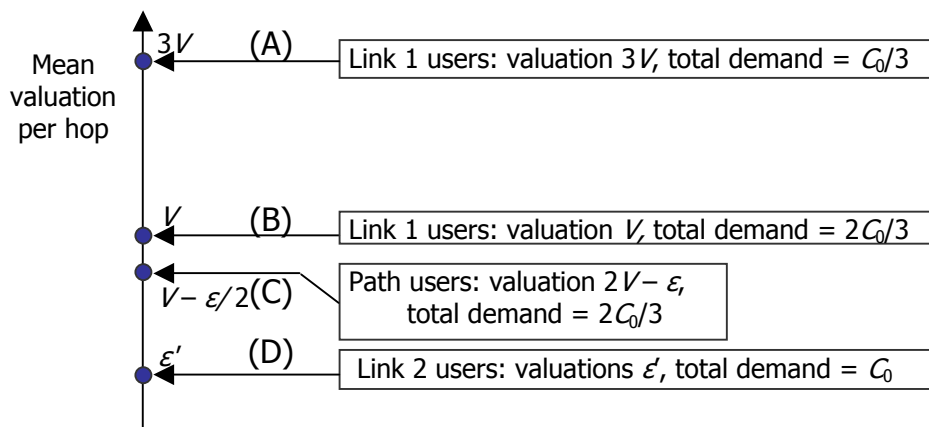 3V
(A)
Link 1 users: valuation 3V, total demand = C₀/3
Mean
valuation
per hop
V
(B)
Link 1 users: valuation V, total demand = 2C₀/3
V – ε/2
(C)
Path users: valuation 2V – ε,
total demand = 2C₀/3
ε'
(D)
Link 2 users: valuations ε', total demand = C₀